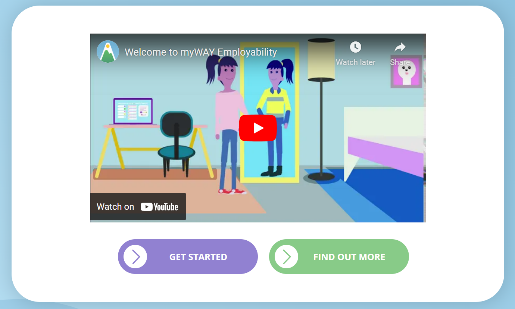 Welcome to myWAY Employability
Watch later
Share
Watch on YouTube
GET STARTED
FIND OUT MORE